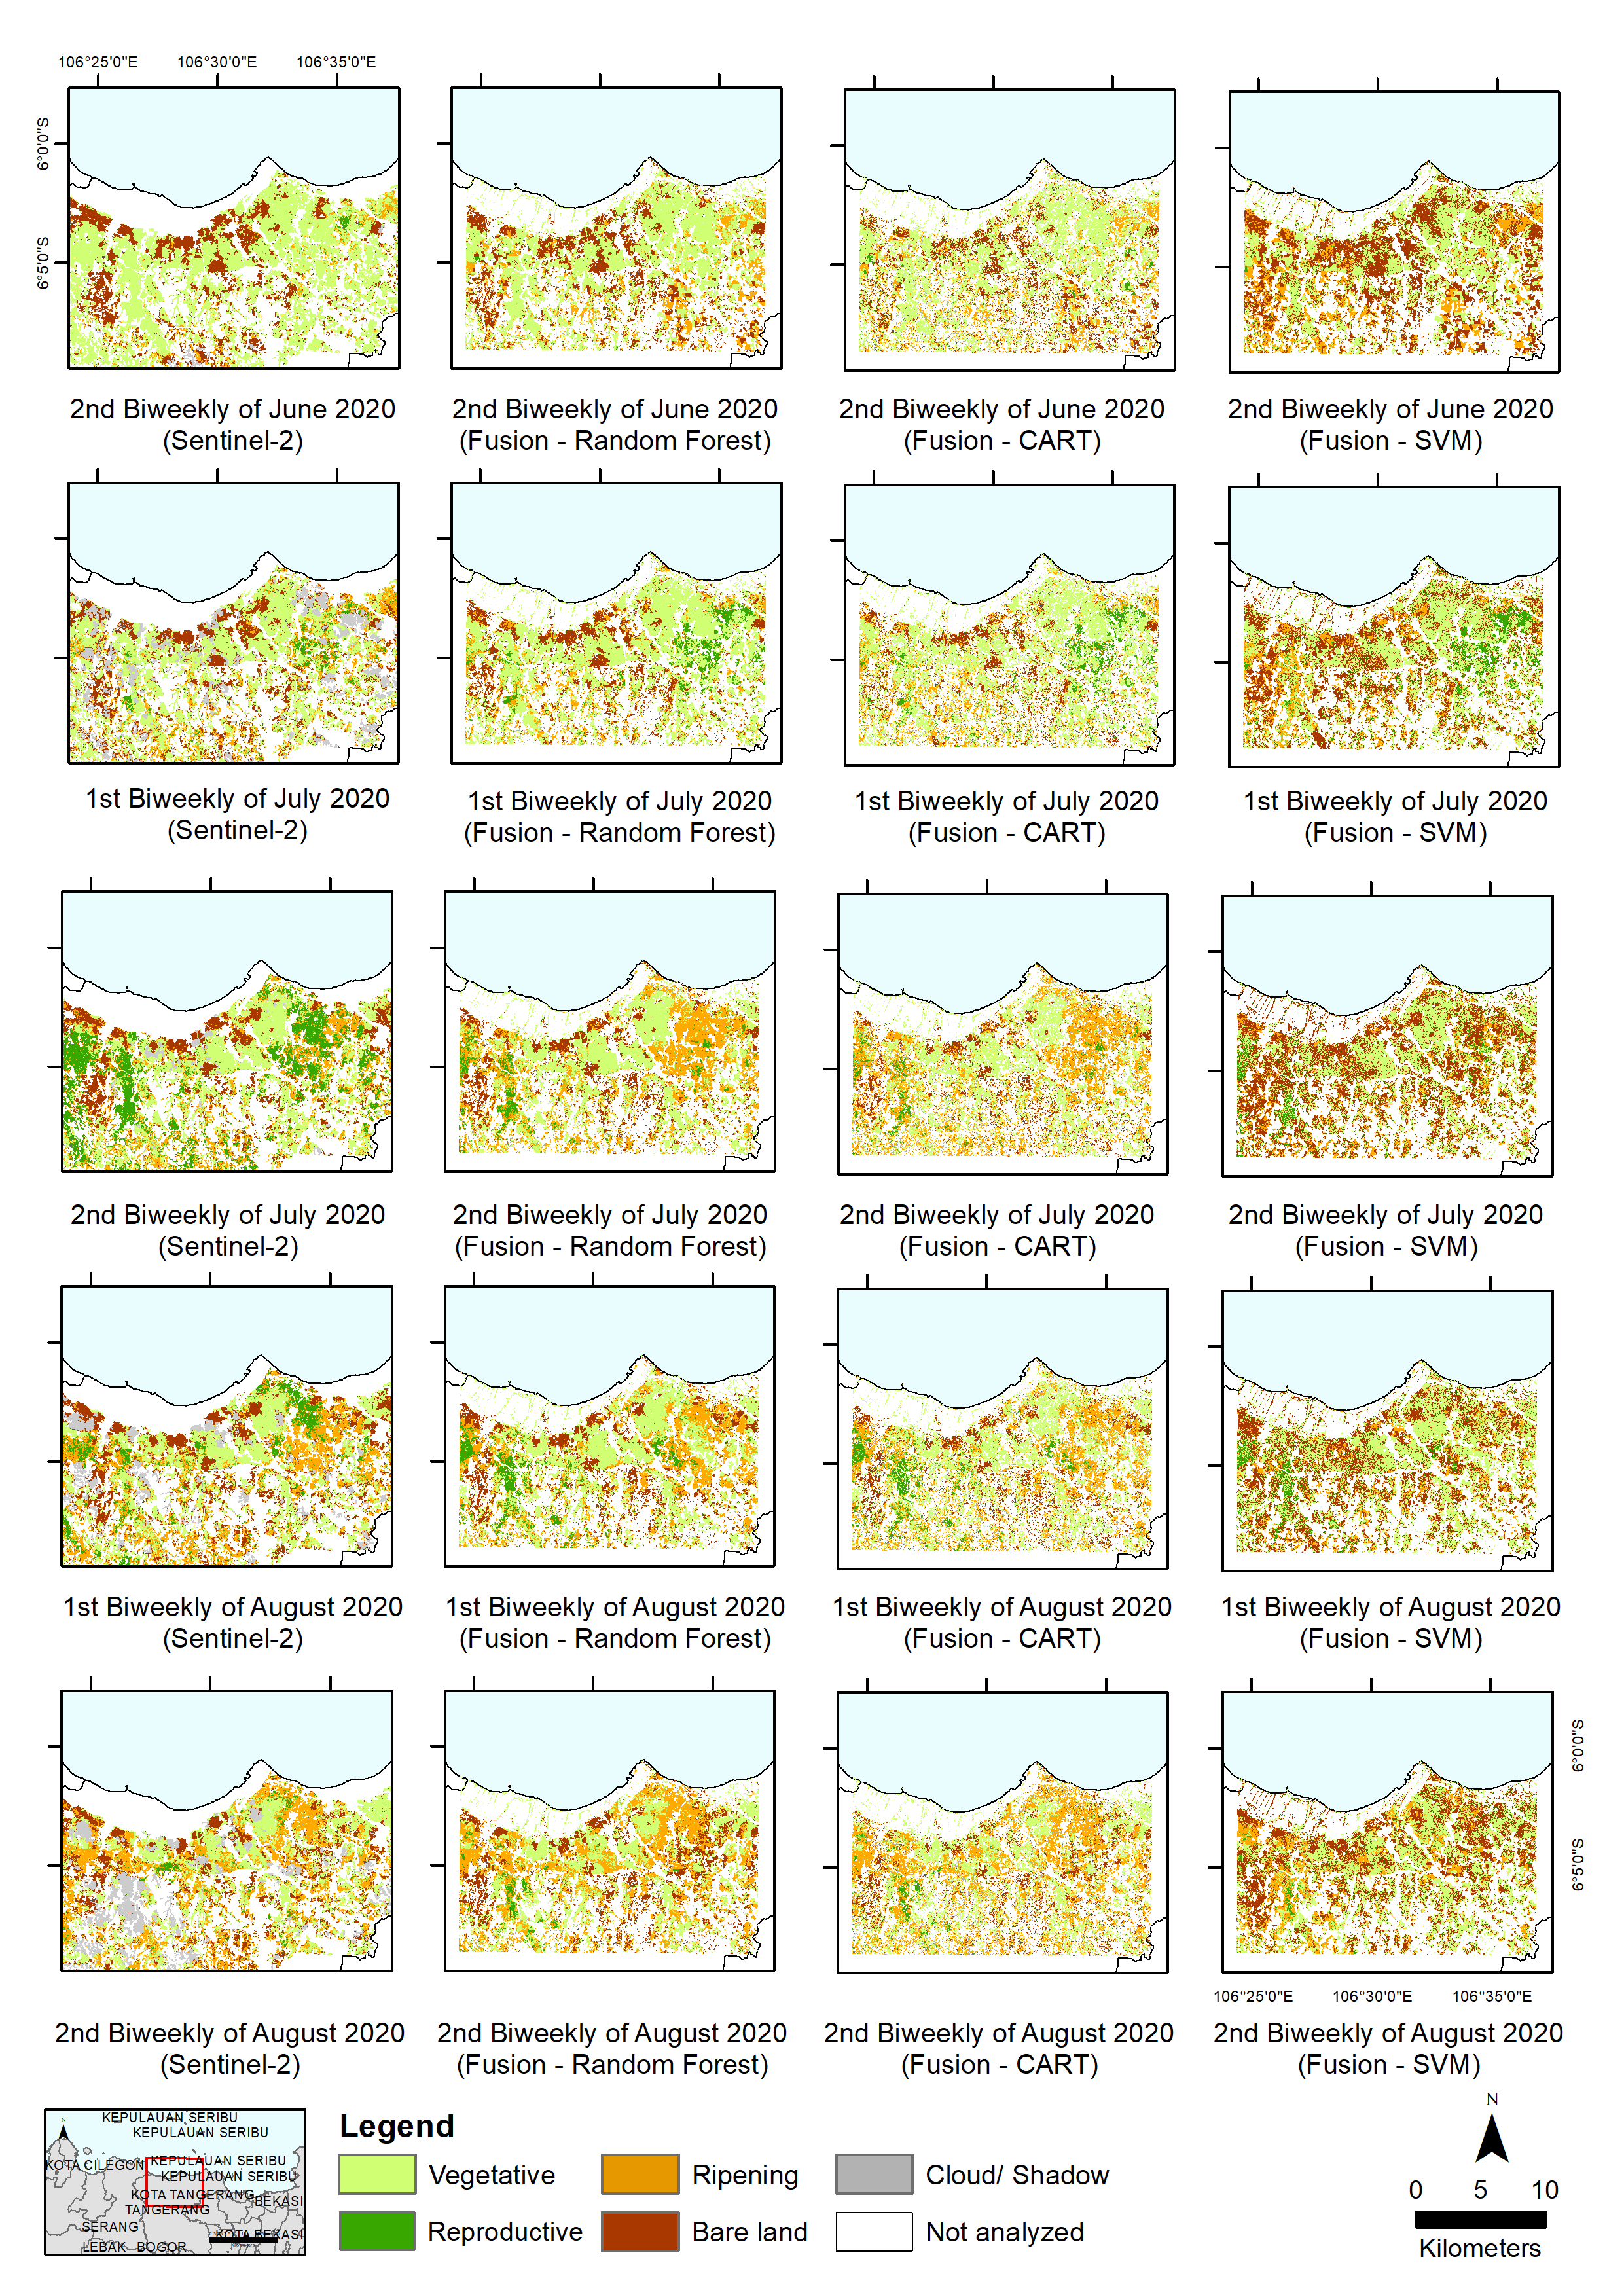 106°25'0"E 106°30'0"E 106°35'0"E
6°0'0"S
6°5'0"S
2nd Biweekly of June 2020
(Sentinel-2)
2nd Biweekly of June 2020
(Fusion - Random Forest)
2nd Biweekly of June 2020
(Fusion - CART)
2nd Biweekly of June 2020
(Fusion - SVM)
1st Biweekly of July 2020
(Sentinel-2)
1st Biweekly of July 2020
(Fusion - Random Forest)
1st Biweekly of July 2020
(Fusion - CART)
1st Biweekly of July 2020
(Fusion - SVM)
2nd Biweekly of July 2020
(Sentinel-2)
2nd Biweekly of July 2020
(Fusion - Random Forest)
2nd Biweekly of July 2020
(Fusion - CART)
2nd Biweekly of July 2020
(Fusion - SVM)
1st Biweekly of August 2020
(Sentinel-2)
1st Biweekly of August 2020
(Fusion - Random Forest)
1st Biweekly of August 2020
(Fusion - CART)
1st Biweekly of August 2020
(Fusion - SVM)
6°0'0"S
6°5'0"S
106°25'0"E 106°30'0"E 106°35'0"E
2nd Biweekly of August 2020
(Sentinel-2)
2nd Biweekly of August 2020
(Fusion - Random Forest)
2nd Biweekly of August 2020
(Fusion - CART)
2nd Biweekly of August 2020
(Fusion - SVM)
N
KEPULAUAN SERIBU
KEPULAUAN SERIBU
KOTA CILEGON
KEPULAUAN SERIBU
KEPULAUAN SERIBU
KOTA TANGERANG
BEKASI
TANGERANG
SERANG
KOTA BEKASI
LEBAK BOGOR
Legend
Vegetative
Ripening
Cloud/ Shadow
Reproductive
Bare land
Not analyzed
N
0 5 10
Kilometers